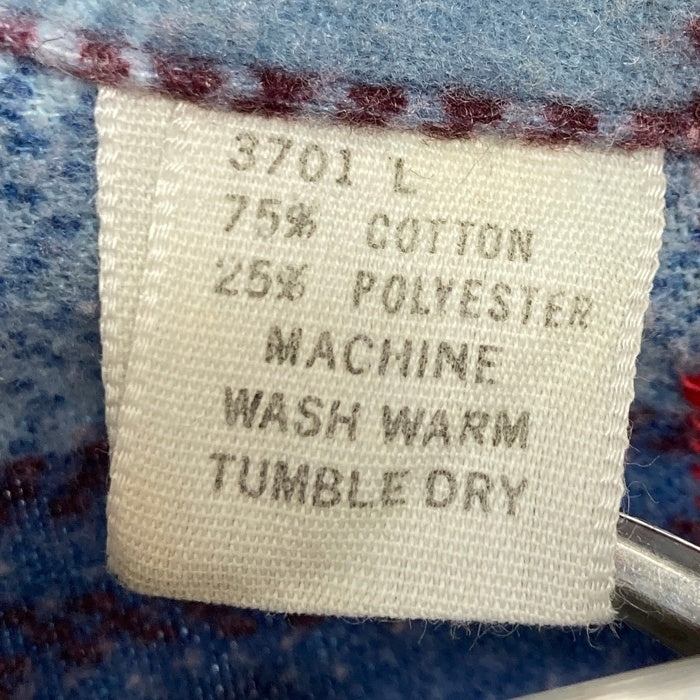 3701 L
75% COTTON
25% POLYESTER
MACHINE
WASH WARM
TUMBLE DRY